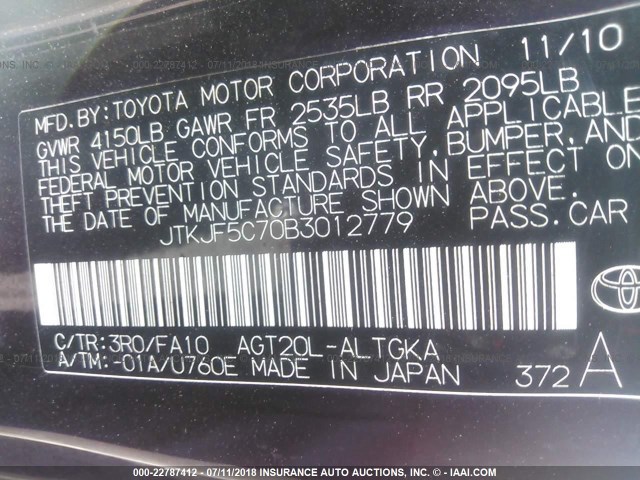 MFD.BY:TOYOTA MOTOR CORPORATION 11/10
GVWR 4150LB GAWR FR 2535LB RR 2095LB
THIS VEHICLE CONFORMS TO ALL APPLICABLE
FEDERAL MOTOR VEHICLE SAFETY,BUMPER,AND
THEFT PREVENTION STANDARDS IN EFFECT ON
THE DATE OF MANUFACTURE SHOWN ABOVE.
JTKJF5C70B3012779 PASS.CAR
C/TR:3R0/FA10 AGT20L-ALTGKA
A/TM:-01A/U760E MADE IN JAPAN 372 A
000-22787412 - 07/11/2018 - INSURANCE AUTO AUCTIONS, INC. - © - IAAI.COM